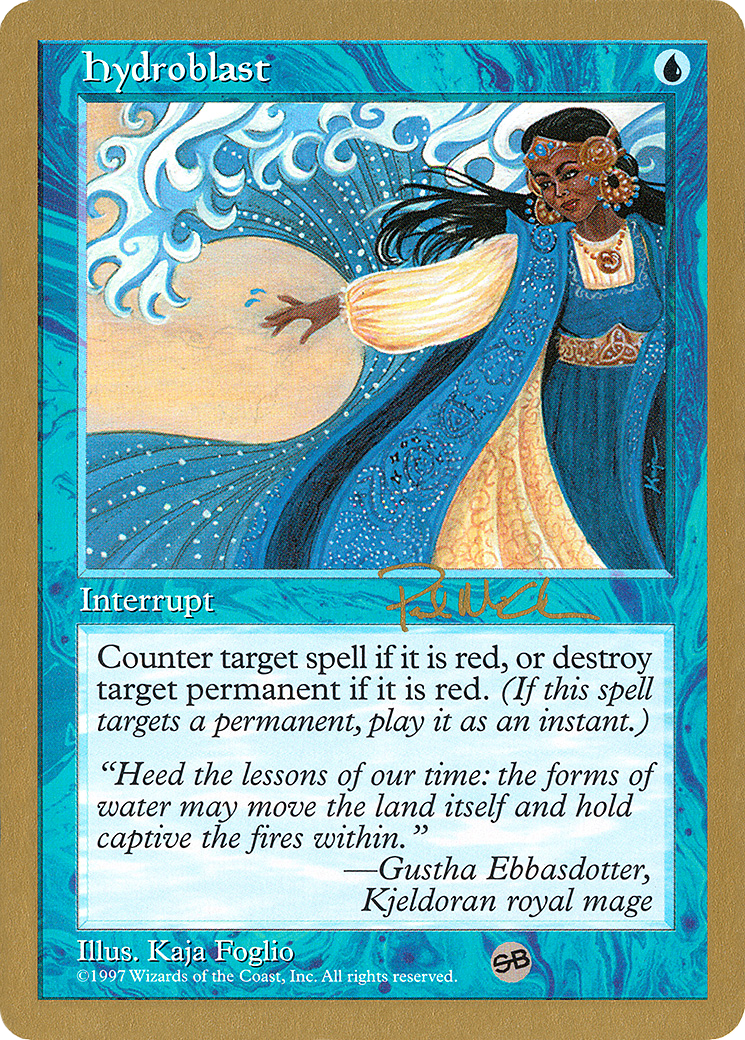 Hydroblast
Kaja
Interrupt
Counter target spell if it is red, or destroy
target permanent if it is red. (If this spell
targets a permanent, play it as an instant.)
“Heed the lessons of our time: the forms of
water may move the land itself and hold
captive the fires within.”
—Gustha Ebbasdotter,
Kjeldoran royal mage
Illus. Kaja Foglio
©1997 Wizards of the Coast, Inc. All rights reserved.
SB